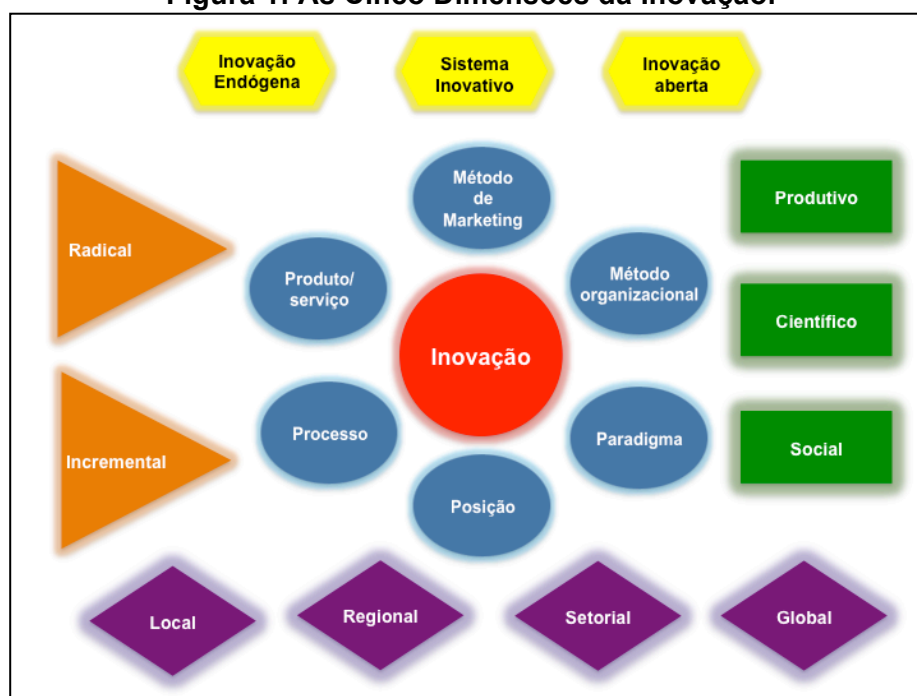 Figura 1: As Cinco Dimensões da Inovação.
Inovação
Endógena
Sistema
Inovativo
Inovação
aberta
Método
de
Marketing
Produtivo
Radical
Produto/
serviço
Método
organizacional
Científico
Inovação
Processo
Paradigma
Social
Incremental
Posição
Local
Regional
Setorial
Global